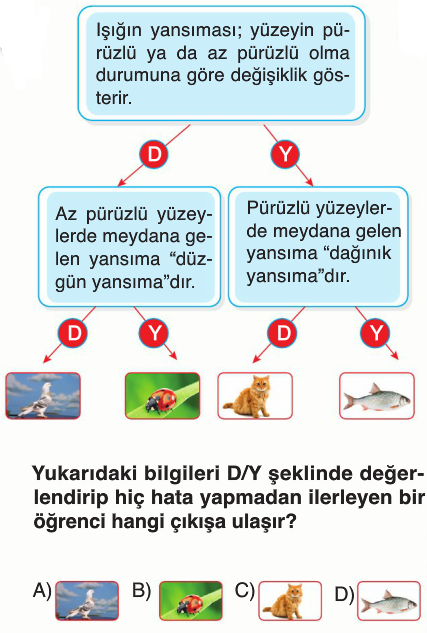 Işığın yansıması; yüzeyin pü-
rüzlü ya da az pürüzlü olma
durumuna göre değişiklik gös-
terir.
D
Y
Az pürüzlü yüzey-
lerde meydana ge-
len yansıma “düz-
gün yansıma”dır.
Pürüzlü yüzeyler-
de meydana gelen
yansıma “dağınık
yansıma”dır.
D
Y
D
Y
Yukarıdaki bilgileri D/Y şeklinde değer-
lendirip hiç hata yapmadan ilerleyen bir
öğrenci hangi çıkışa ulaşır?
A) B) C) D)